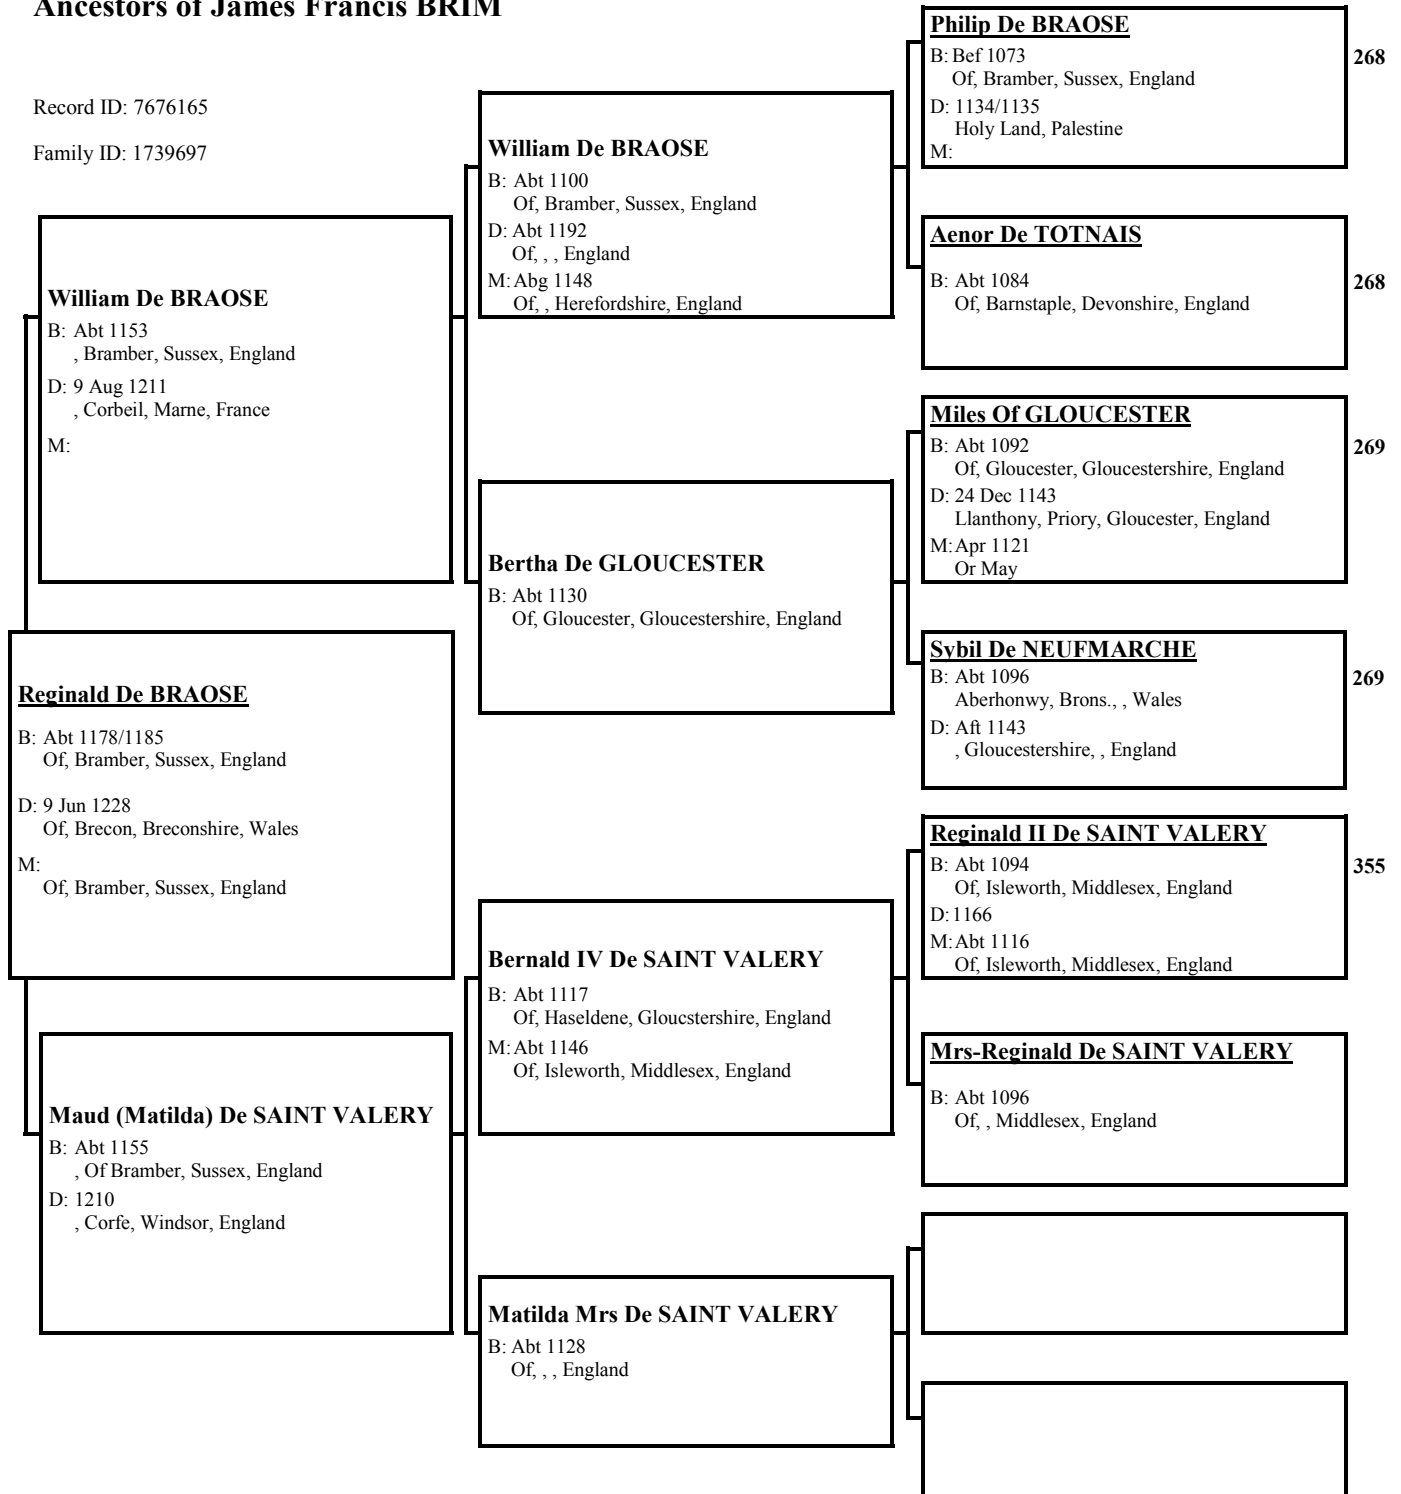 Ancestors of James Francis BRIM
Record ID: 7676165
Family ID: 1739697
Reginald De BRAOSE
B: Abt 1178/1185
Of, Bramber, Sussex, England
D: 9 Jun 1228
Of, Brecon, Breconshire, Wales
M:
Of, Bramber, Sussex, England
William De BRAOSE
B: Abt 1153
, Bramber, Sussex, England
D: 9 Aug 1211
, Corbeil, Marne, France
M:
Maud (Matilda) De SAINT VALERY
B: Abt 1155
, Of Bramber, Sussex, England
D: 1210
, Corfe, Windsor, England
William De BRAOSE
B: Abt 1100
Of, Bramber, Sussex, England
D: Abt 1192
Of, , , England
M: Abg 1148
Of, , Herefordshire, England
Bertha De GLOUCESTER
B: Abt 1130
Of, Gloucester, Gloucestershire, England
Bernald IV De SAINT VALERY
B: Abt 1117
Of, Haseldene, Gloucstershire, England
M: Abt 1146
Of, Isleworth, Middlesex, England
Matilda Mrs De SAINT VALERY
B: Abt 1128
Of, , , England
Philip De BRAOSE
B: Bef 1073
Of, Bramber, Sussex, England
D: 1134/1135
Holy Land, Palestine
M:
268
Aenor De TOTNAIS
B: Abt 1084
Of, Barnstaple, Devonshire, England
268
Miles Of GLOUCESTER
B: Abt 1092
Of, Gloucester, Gloucestershire, England
D: 24 Dec 1143
Llanthony, Priory, Gloucester, England
M: Apr 1121
Or May
269
Sybil De NEUFMARCHE
B: Abt 1096
Aberhonwy, Brons., , Wales
D: Aft 1143
, Gloucestershire, , England
269
Reginald II De SAINT VALERY
B: Abt 1094
Of, Isleworth, Middlesex, England
D: 1166
M: Abt 1116
Of, Isleworth, Middlesex, England
355
Mrs-Reginald De SAINT VALERY
B: Abt 1096
Of, , Middlesex, England